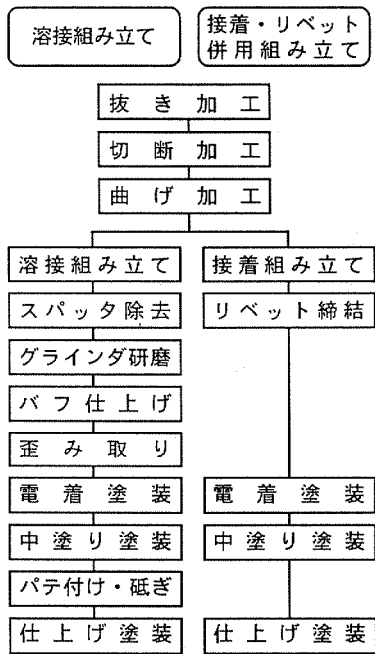 溶接組み立て
接着・リベット
併用組み立て
抜き加工
切断加工
曲げ加工
溶接組み立て
接着組み立て
スパッタ除去
リベット締結
グラインダ研磨
バフ仕上げ
歪み取り
電着塗装
電着塗装
中塗り塗装
中塗り塗装
パテ付け・砥ぎ
仕上げ塗装
仕上げ塗装